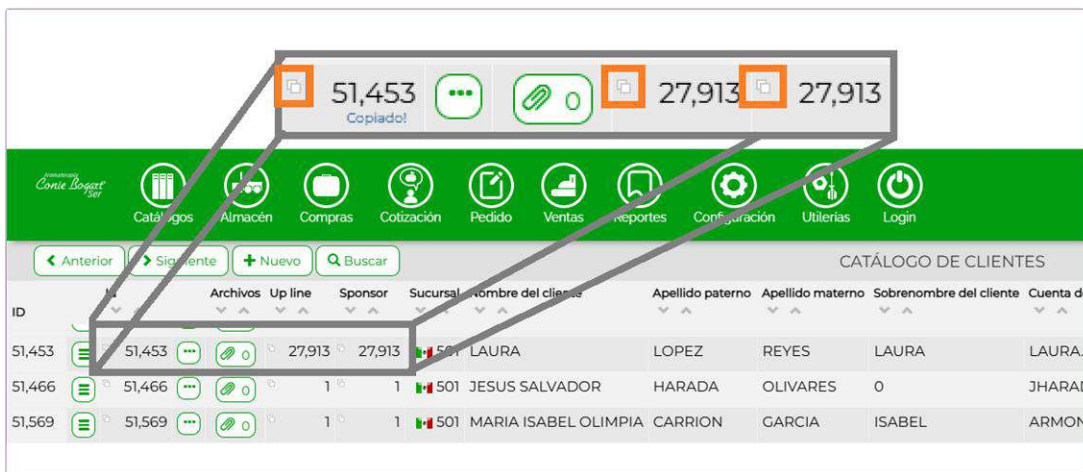 51,453 ••• 0 27,913 27,913
Copiado!
Aromaterapia
Conie Bogart
Ser
Catálogos Almacén Compras Cotización Pedido Ventas Reportes Configuración Utilerías Login
Anterior Siguiente Nuevo Buscar CATÁLOGO DE CLIENTES
ID Archivos Up line Sponsor Sucursal Nombre del cliente Apellido paterno Apellido materno Sobrenombre del cliente Cuenta d
51,453 51,453 0 27,913 27,913 501 LAURA LOPEZ REYES LAURA LAURA.
51,466 51,466 0 1 1 501 JESUS SALVADOR HARADA OLIVARES 0 JHARAD
51,569 51,569 0 1 1 501 MARIA ISABEL OLIMPIA CARRION GARCIA ISABEL ARMON